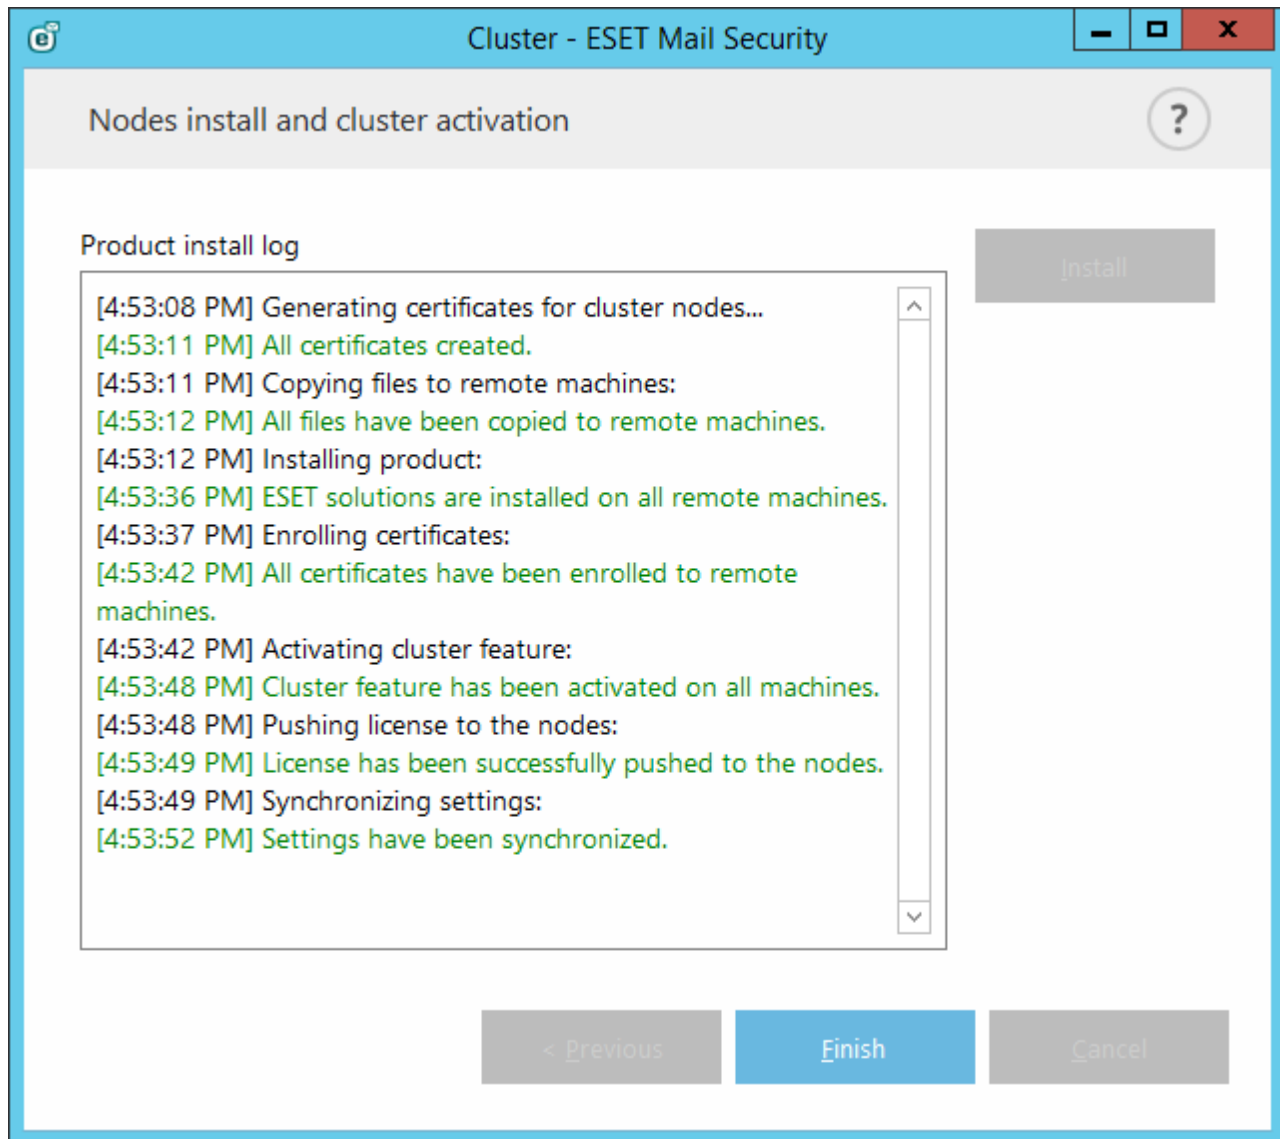 Cluster - ESET Mail Security
Nodes install and cluster activation
?
Product install log
Install
[4:53:08 PM] Generating certificates for cluster nodes...
[4:53:11 PM] All certificates created.
[4:53:11 PM] Copying files to remote machines:
[4:53:12 PM] All files have been copied to remote machines.
[4:53:12 PM] Installing product:
[4:53:36 PM] ESET solutions are installed on all remote machines.
[4:53:37 PM] Enrolling certificates:
[4:53:42 PM] All certificates have been enrolled to remote
machines.
[4:53:42 PM] Activating cluster feature:
[4:53:48 PM] Cluster feature has been activated on all machines.
[4:53:48 PM] Pushing license to the nodes:
[4:53:49 PM] License has been successfully pushed to the nodes.
[4:53:49 PM] Synchronizing settings:
[4:53:52 PM] Settings have been synchronized.
< Previous
Finish
Cancel